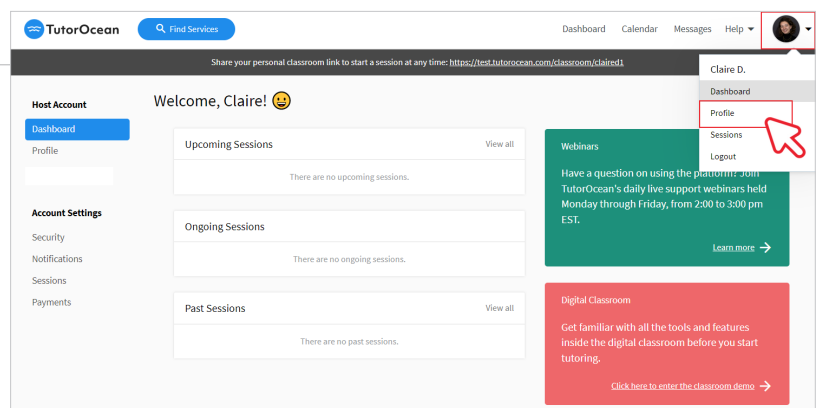 TutorOcean
Find Services
Dashboard Calendar Messages Help
Share your personal classroom link to start a session at any time: https://test.tutorocean.com/classroom/claired1
Claire D.
Dashboard
Profile
Sessions
Logout
Host Account
Dashboard
Profile
Account Settings
Security
Notifications
Sessions
Payments
Welcome, Claire! 😀
Upcoming Sessions View all
There are no upcoming sessions.
Ongoing Sessions
There are no ongoing sessions.
Past Sessions View all
There are no past sessions.
Webinars
Have a question on using the platform? Join
TutorOcean's daily live support webinars held
Monday through Friday, from 2:00 to 3:00 pm
EST.
Learn more →
Digital Classroom
Get familiar with all the tools and features
inside the digital classroom before you start
tutoring.
Click here to enter the classroom demo →